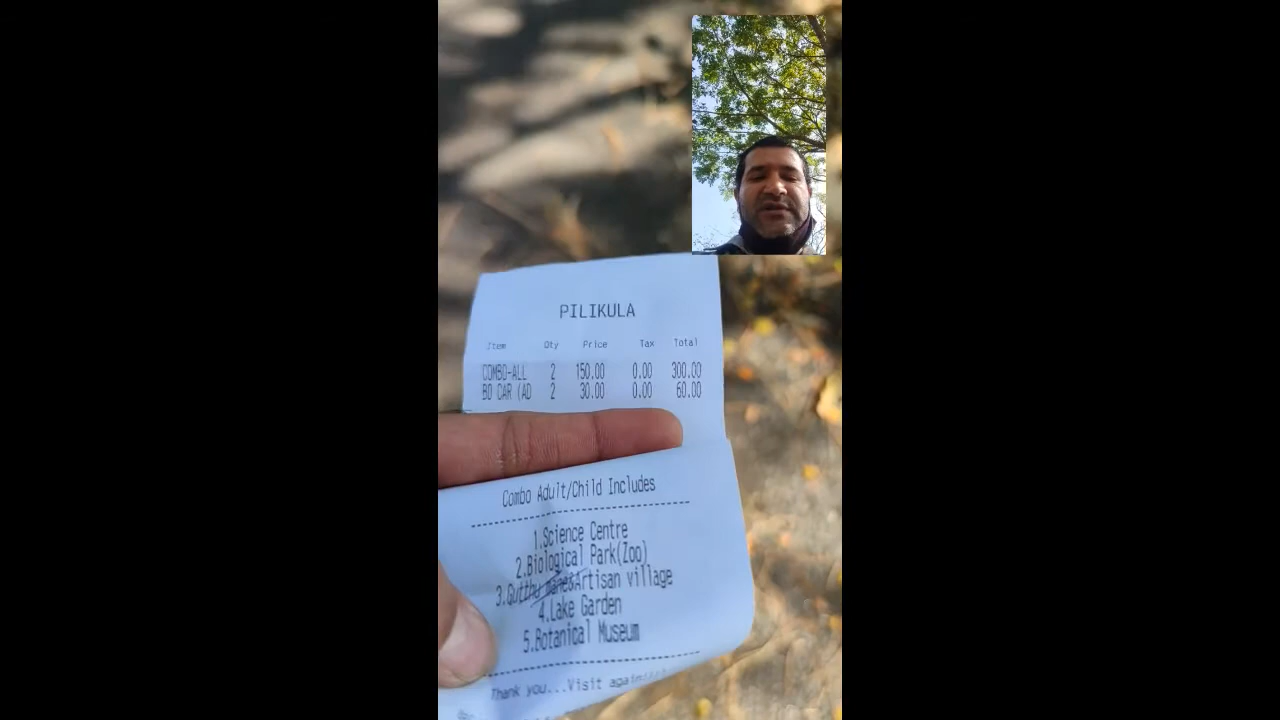 PILIKULA
Item Qty Price Tax Total
COMBO-ALL 2 150.00 0.00 300.00
BO CAR (AD 2 30.00 0.00 60.00
Combo Adult/Child Includes
1.Science Centre
2.Biological Park(Zoo)
3.Gutthu mane&Artisan village
4.Lake Garden
5.Botanical Museum
Thank you...Visit again!!!